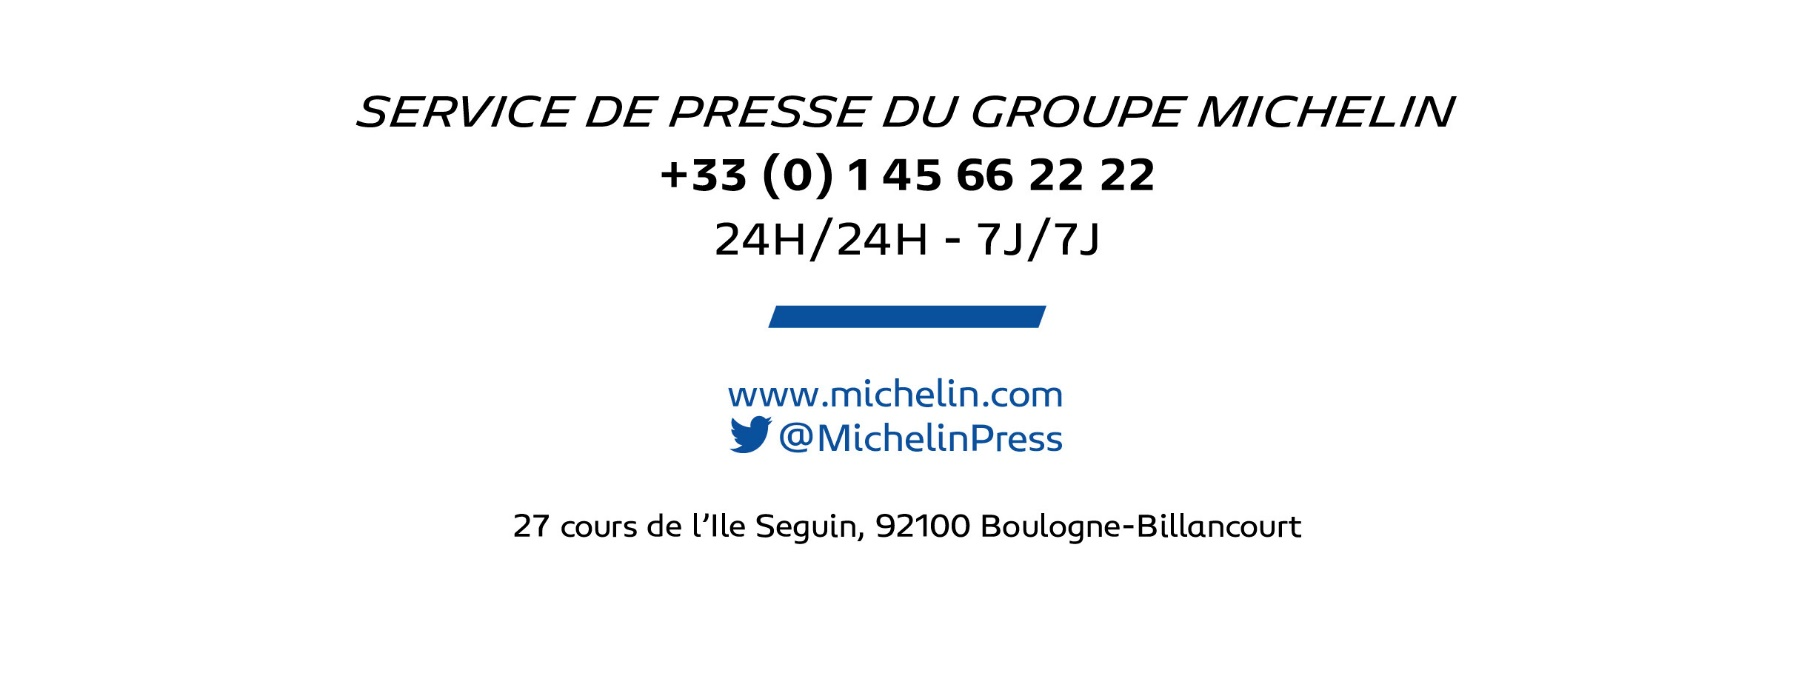 SERVICE DE PRESSE DU GROUPE MICHELIN
+33 (0) 1 45 66 22 22
24H/24H - 7J/7J
www.michelin.com
@MichelinPress
27 cours de l’Ile Seguin, 92100 Boulogne-Billancourt